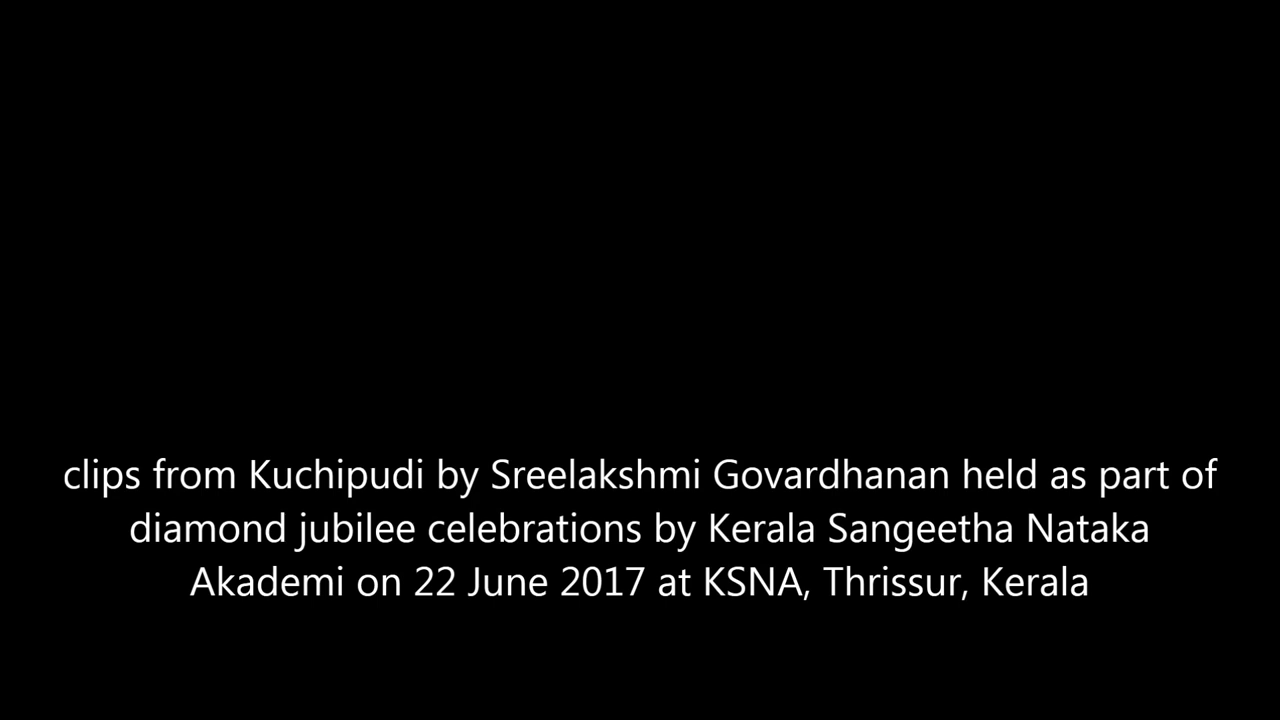 clips from Kuchipudi by Sreelakshmi Govardhanan held as part of
diamond jubilee celebrations by Kerala Sangeetha Nataka
Akademi on 22 June 2017 at KSNA, Thrissur, Kerala